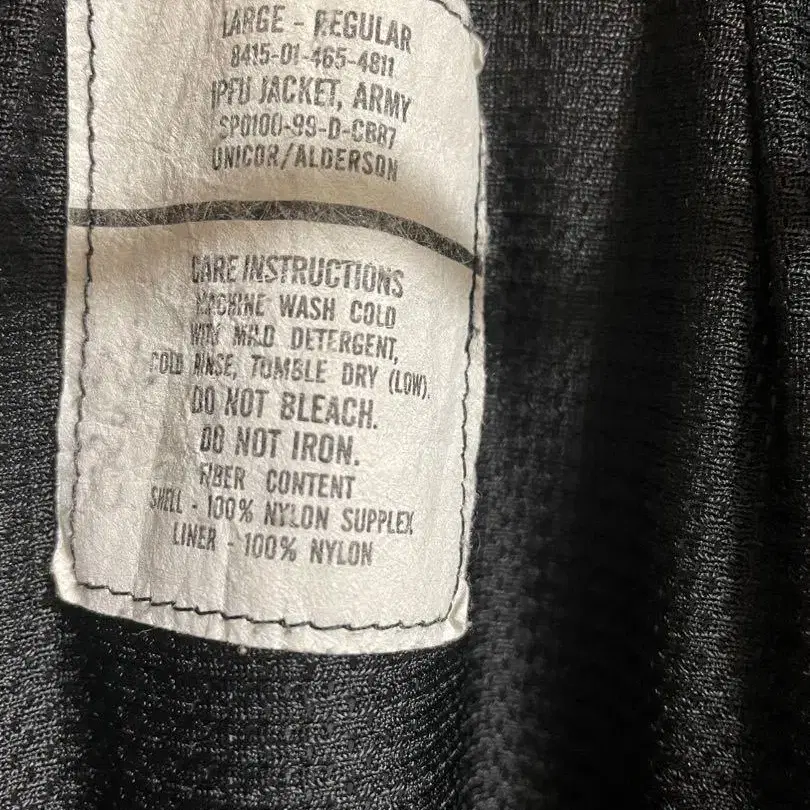 LARGE - REGULAR
8415-01-465-4811
IPFU JACKET, ARMY
SP0100-99-D-CBR7
UNICOR/ALDERSON
CARE INSTRUCTIONS
MACHINE WASH COLD
WITH MILD DETERGENT,
COLD RINSE, TUMBLE DRY (LOW).
DO NOT BLEACH.
DO NOT IRON.
FIBER CONTENT
SHELL - 100% NYLON SUPPLEX
LINER - 100% NYLON